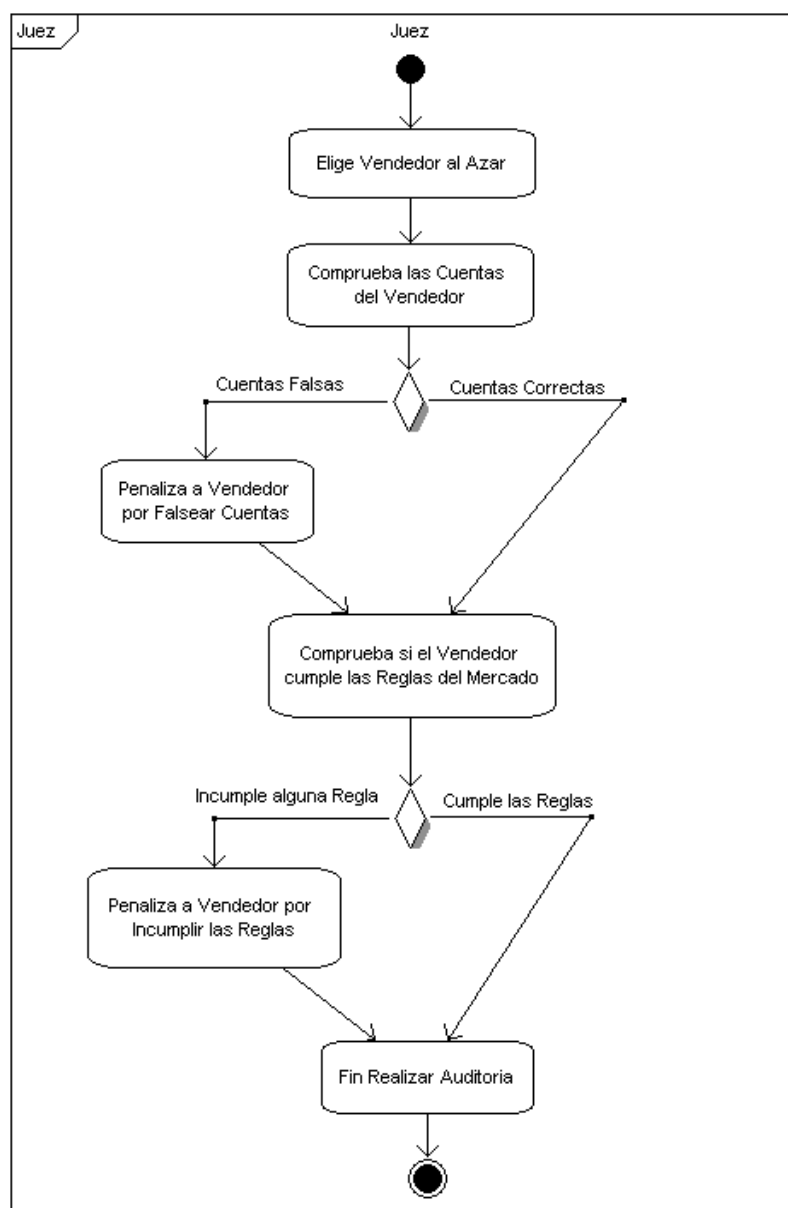 Juez
Juez
Elige Vendedor al Azar
Comprueba las Cuentas
del Vendedor
Cuentas Falsas
Cuentas Correctas
Penaliza a Vendedor
por Falsear Cuentas
Comprueba si el Vendedor
cumple las Reglas del Mercado
Incumple alguna Regla
Cumple las Reglas
Penaliza a Vendedor por
Incumplir las Reglas
Fin Realizar Auditoria